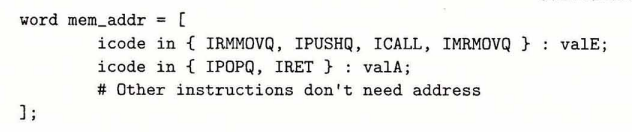 word mem_addr = [
icode in { IRMMOVQ, IPUSHQ, ICALL, IMRMOVQ } : valE;
icode in { IPOPQ, IRET } : valA;
# Other instructions don't need address
];